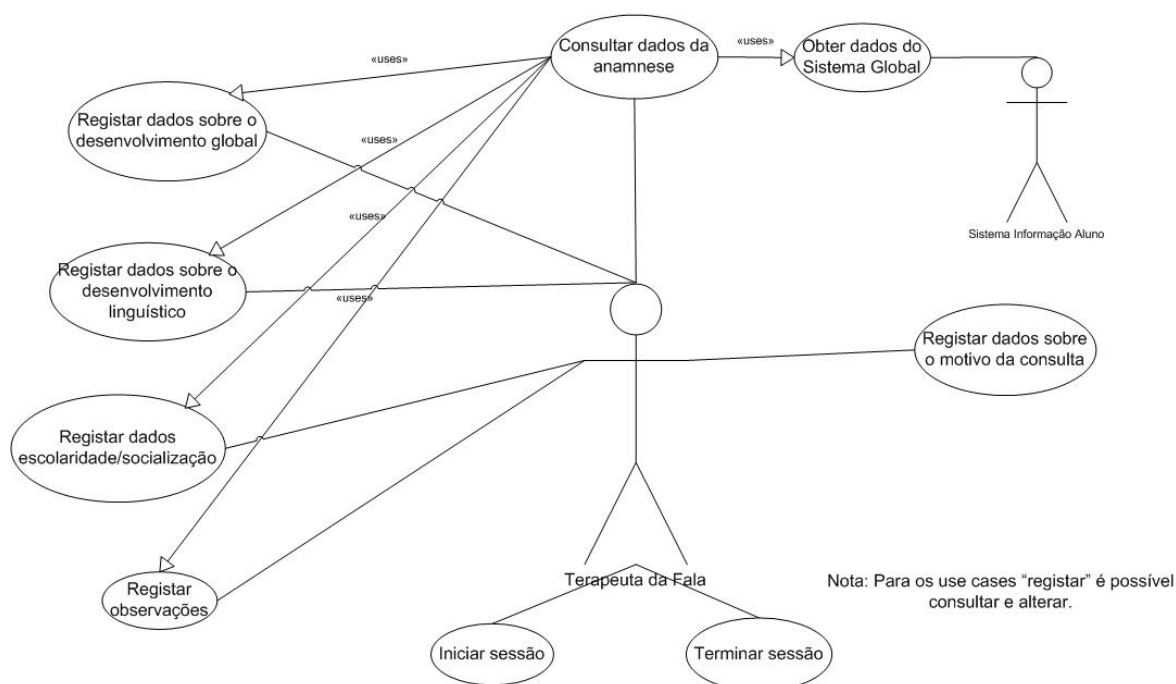 Consultar dados da
anamnese
«uses»
Obter dados do
Sistema Global
«uses»
Registar dados sobre o
desenvolvimento global
«uses»
«uses»
Sistema Informação Aluno
Registar dados sobre o
desenvolvimento
linguístico
«uses»
Registar dados sobre
o motivo da consulta
Registar dados
escolaridade/socialização
Registar
observações
Terapeuta da Fala
Nota: Para os use cases “registar” é possível
consultar e alterar.
Iniciar sessão
Terminar sessão